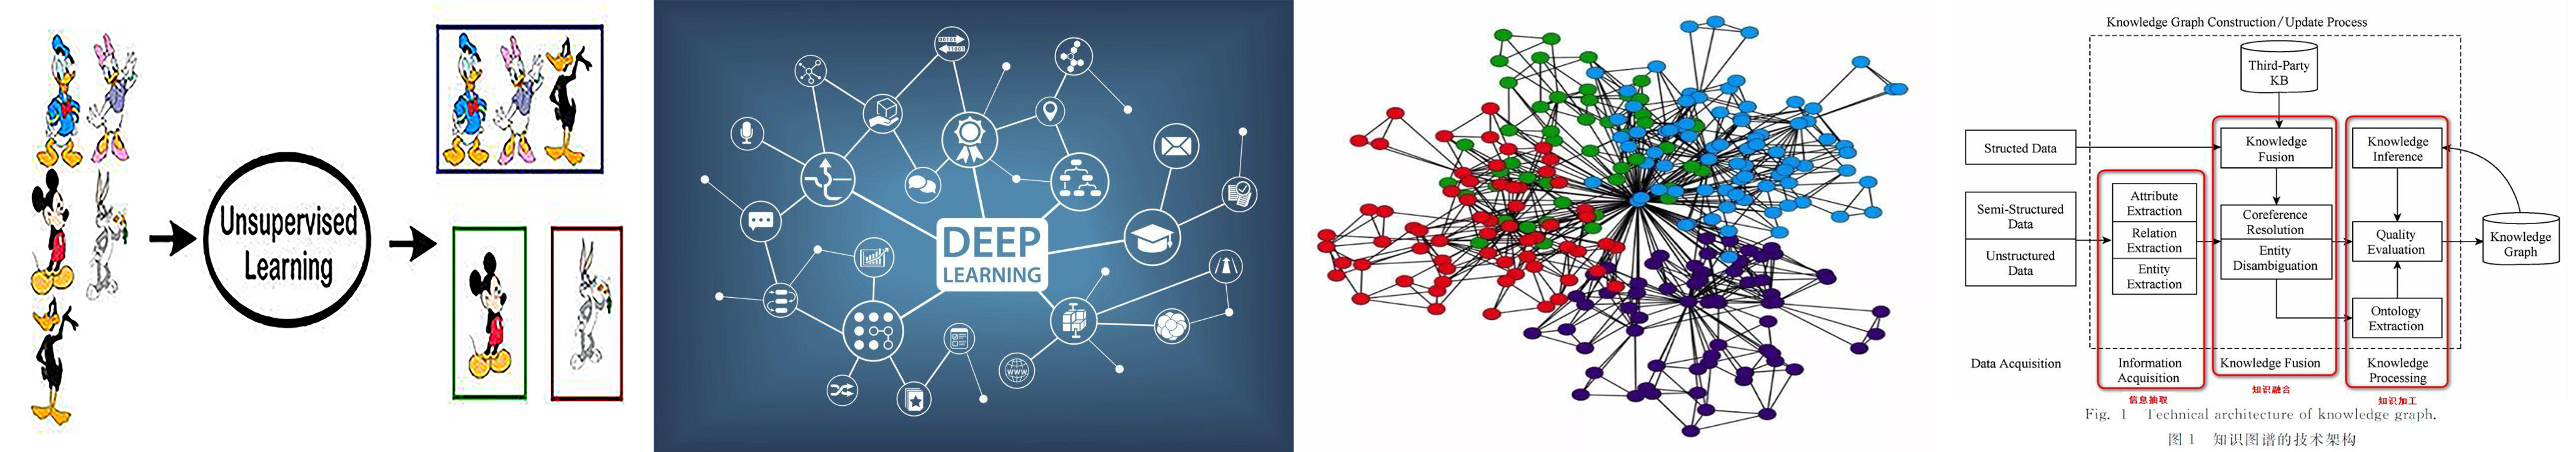 Unsupervised
Learning
DEEP
LEARNING
WWW
Knowledge Graph Construction/Update Process
Third-Party
KB
Structed Data
Knowledge
Fusion
Knowledge
Inference
Semi-Structured
Data
Unstructured
Data
Attribute
Extraction
Relation
Extraction
Entity
Extraction
Coreference
Resolution
Entity
Disambiguation
Quality
Evaluation
Ontology
Extraction
Knowledge
Graph
Data Acquisition
Information
Acquisition
Knowledge Fusion
Knowledge
Processing
信息抽取
知识融合
知识加工
Fig. 1 Technical architecture of knowledge graph.
图 1 知识图谱的技术架构